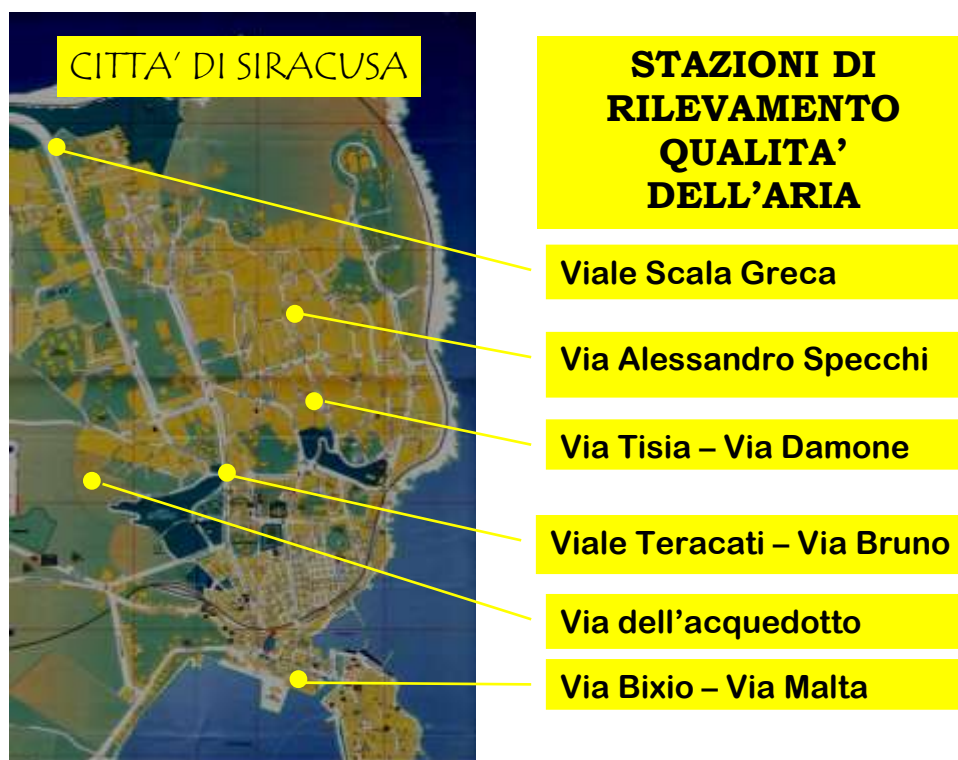 CITTA' DI SIRACUSA
STAZIONI DI
RILEVAMENTO
QUALITA’
DELL’ARIA
Viale Scala Greca
Via Alessandro Specchi
Via Tisia – Via Damone
Viale Teracati – Via Bruno
Via dell’acquedotto
Via Bixio – Via Malta